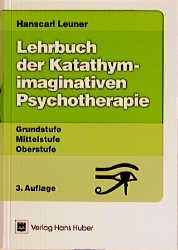 Hanscarl Leuner
Lehrbuch
der Katathym-
imaginativen
Psychotherapie
Grundstufe
Mittelstufe
Oberstufe
3. Auflage
Verlag Hans Huber